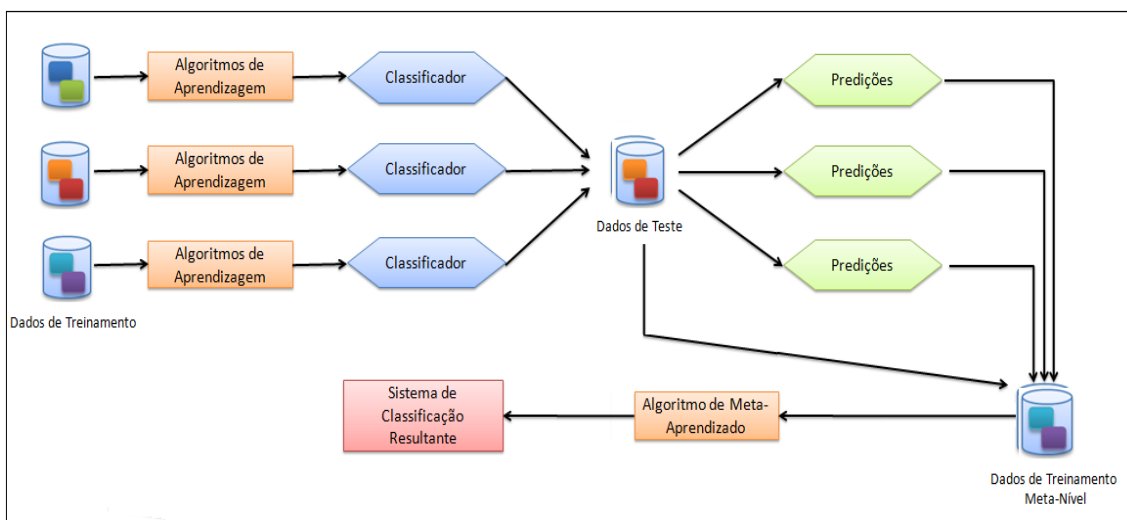 Algoritmos de
Aprendizagem
Classificador
Predições
Algoritmos de
Aprendizagem
Classificador
Predições
Dados de Teste
Algoritmos de
Aprendizagem
Classificador
Predições
Dados de Treinamento
Sistema de
Classificação
Resultante
Algoritmo de Meta-
Aprendizado
Dados de Treinamento
Meta-Nível